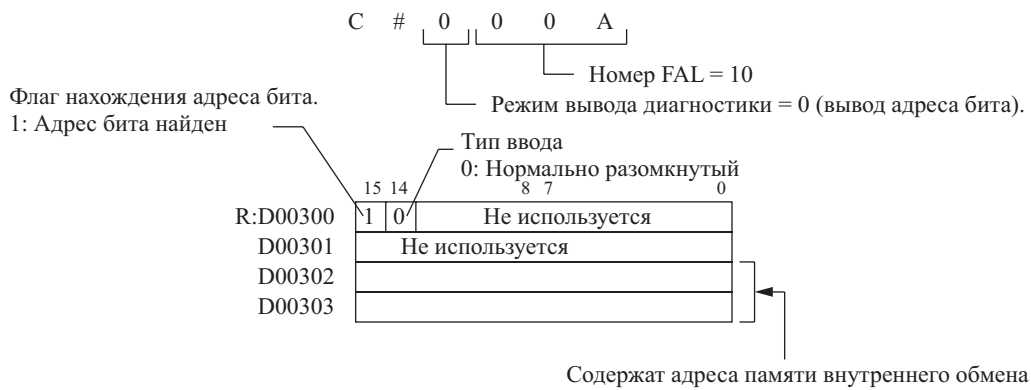 C # 0 0 0 A
Номер FAL = 10
Режим вывода диагностики = 0 (вывод адреса бита).
Флаг нахождения адреса бита.
1: Адрес бита найден
Тип ввода
0: Нормально разомкнутый
15 14 8 7 0
R:D00300 1 0 Не используется
D00301 Не используется
D00302
D00303
Содержат адреса памяти внутреннего обмена